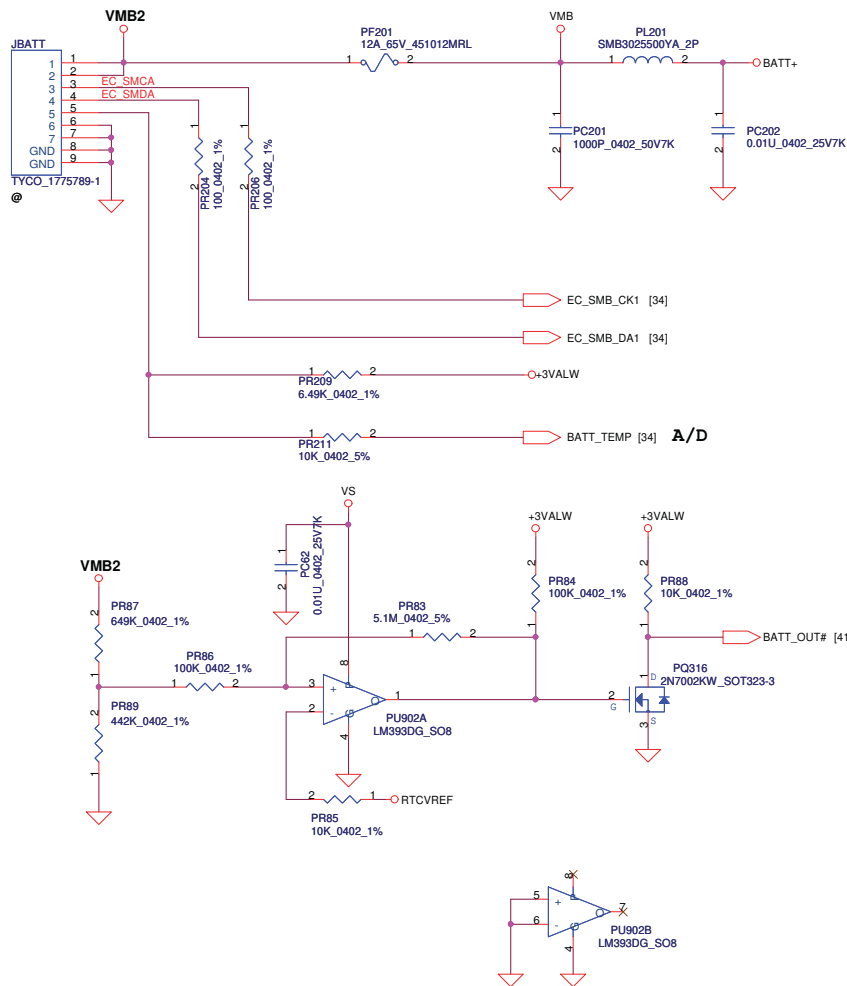 VMB2
JBATT
1
2
3
4
5
6
7
GND
GND
1
2
3
4
5
6
7
8
9
EC_SMCA
EC_SMDA
TYCO_1775789-1
@
PF201
12A_65V_451012MRL
1
2
VMB
PL201
SMB3025500YA_2P
1
2
BATT+
1
PC201
1000P_0402_50V7K
2
1
PC202
0.01U_0402_25V7K
2
1
PR204
100_0402_1%
2
1
PR206
100_0402_1%
2
EC_SMB_CK1 [34]
EC_SMB_DA1 [34]
1
2
PR209
6.49K_0402_1%
+3VALW
1
2
PR211
10K_0402_5%
BATT_TEMP [34]
A/D
VS
1
PC62
0.01U_0402_25V7K
2
VMB2
2
PR87
649K_0402_1%
1
PR86
100K_0402_1%
1
2
2
PR89
442K_0402_1%
1
PR83
5.1M_0402_5%
1
2
+3VALW
2
PR84
100K_0402_1%
1
+3VALW
2
PR88
10K_0402_1%
1
BATT_OUT# [41
8
3
+
P
2
-
G
1
4
PU902A
LM393DG_SO8
2
1
RTCVREF
PR85
10K_0402_1%
1
D
PQ316
2N7002KW_SOT323-3
2
G
3
S
8
5
+
P
6
-
G
7
4
PU902B
LM393DG_SO8